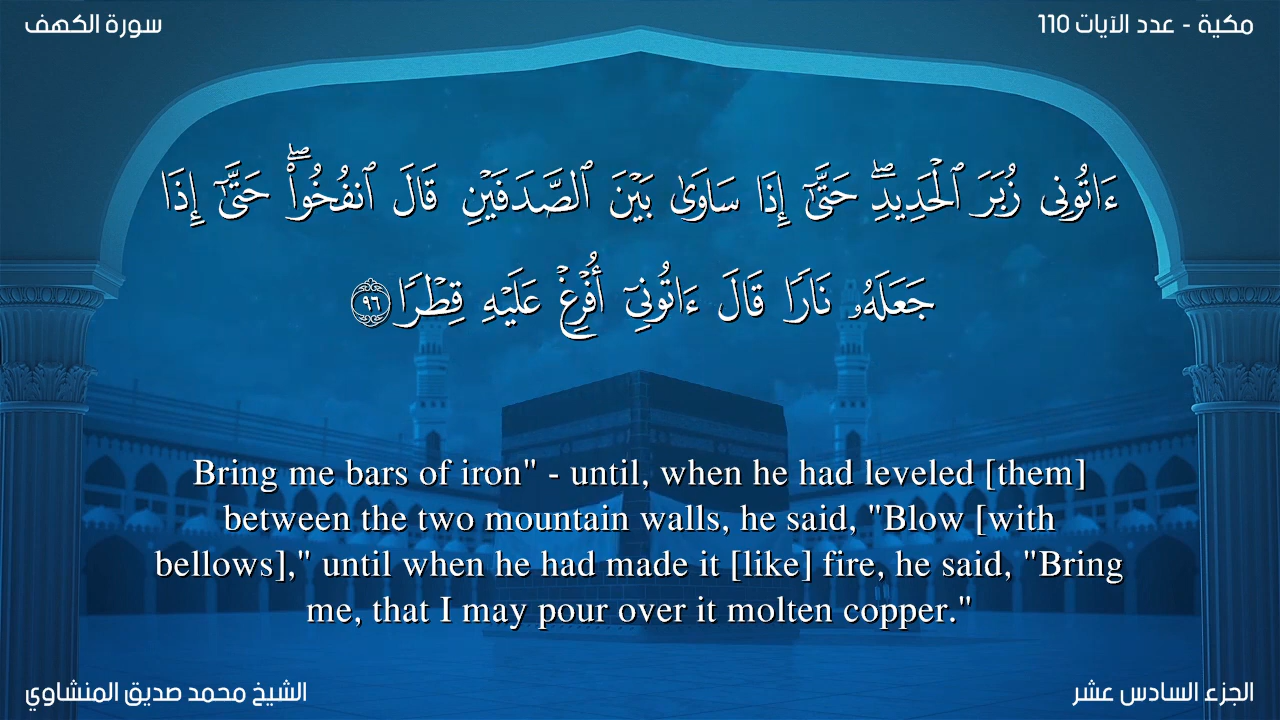 سورة الكهف
مكية - عدد الآيات 110
ءَاتُونِى زُبَرَ ٱلْحَدِيدِ ۖ حَتَّىٰٓ إِذَا سَاوَىٰ بَيْنَ ٱلصَّدَفَيْنِ قَالَ ٱنفُخُوا۟ ۖ حَتَّىٰٓ إِذَا
جَعَلَهُۥ نَارًا قَالَ ءَاتُونِىٓ أُفْرِغْ عَلَيْهِ قِطْرًا ٩٦
Bring me bars of iron" - until, when he had leveled [them]
between the two mountain walls, he said, "Blow [with
bellows]," until when he had made it [like] fire, he said, "Bring
me, that I may pour over it molten copper."
الشيخ محمد صديق المنشاوي
الجزء السادس عشر